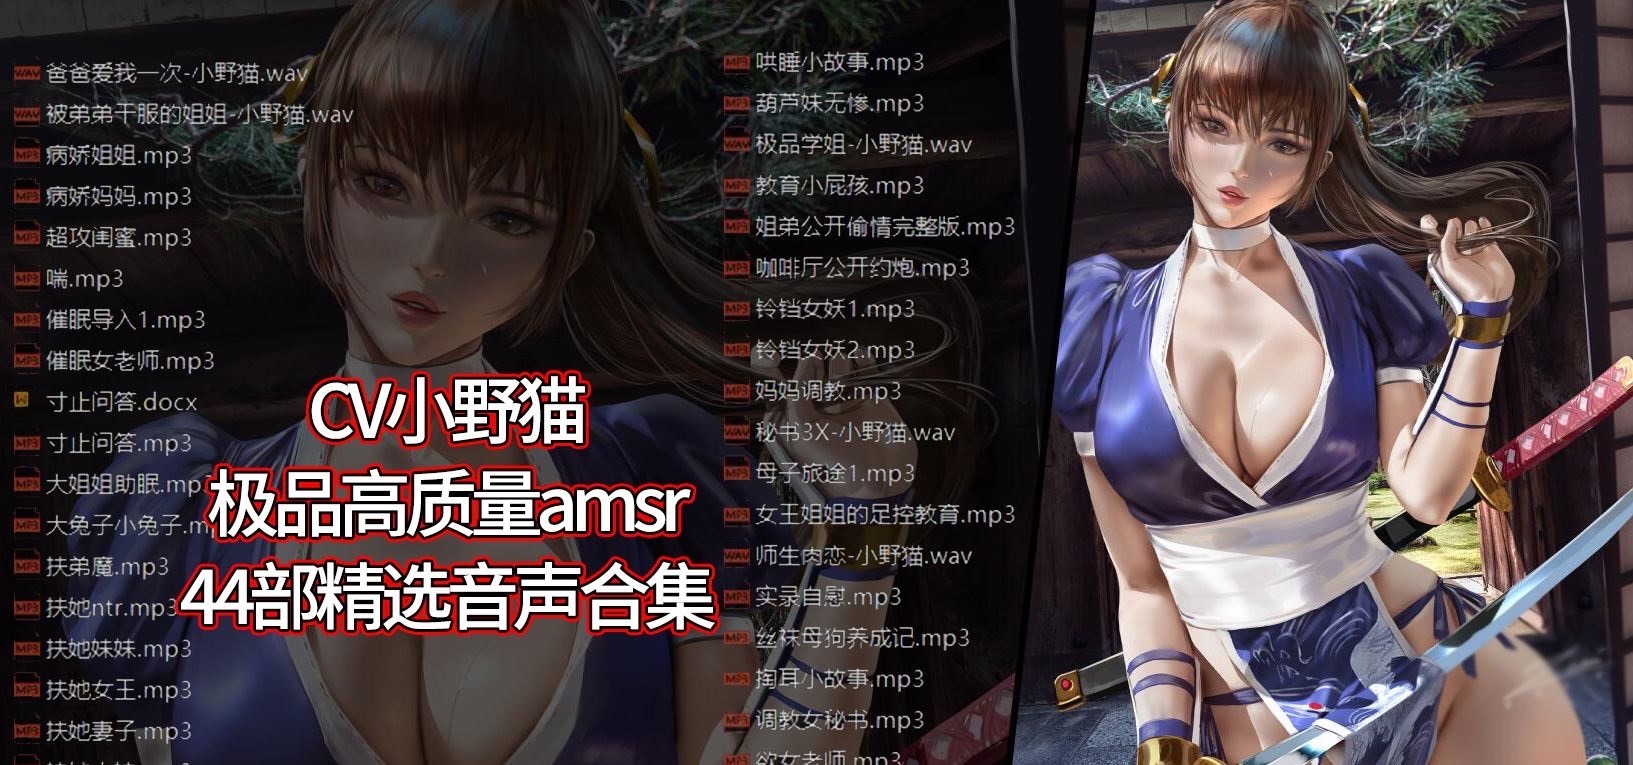 爸爸爱我一次-小野猫.wav
被弟弟干服的姐姐-小野猫.wav
病娇姐姐.mp3
病娇妈妈.mp3
超攻闺蜜.mp3
喘.mp3
催眠导入1.mp3
催眠女老师.mp3
寸止问答.docx
寸止问答.mp3
大姐姐助眠.mp
大兔子小兔子.m
扶弟魔.mp3
扶她ntr.mp3
扶她妹妹.mp3
扶她女王.mp3
扶她妻子.mp3
CV小野猫
极品高质量amsr
44部精选音声合集
哄睡小故事.mp3
葫芦妹无惨.mp3
极品学姐-小野猫.wav
教育小屁孩.mp3
姐弟公开偷情完整版.mp3
咖啡厅公开约炮.mp3
铃铛女妖1.mp3
铃铛女妖2.mp3
妈妈调教.mp3
秘书3X-小野猫.wav
母子旅途1.mp3
女王姐姐的足控教育.mp3
师生肉恋-小野猫.wav
实录自慰.mp3
丝袜母狗养成记.mp3
掏耳小故事.mp3
调教女秘书.mp3
欲女老师.mp3